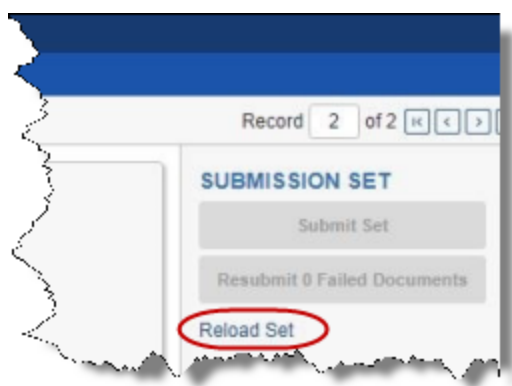 Record 2 of 2
SUBMISSION SET
Submit Set
Resubmit 0 Failed Documents
Reload Set